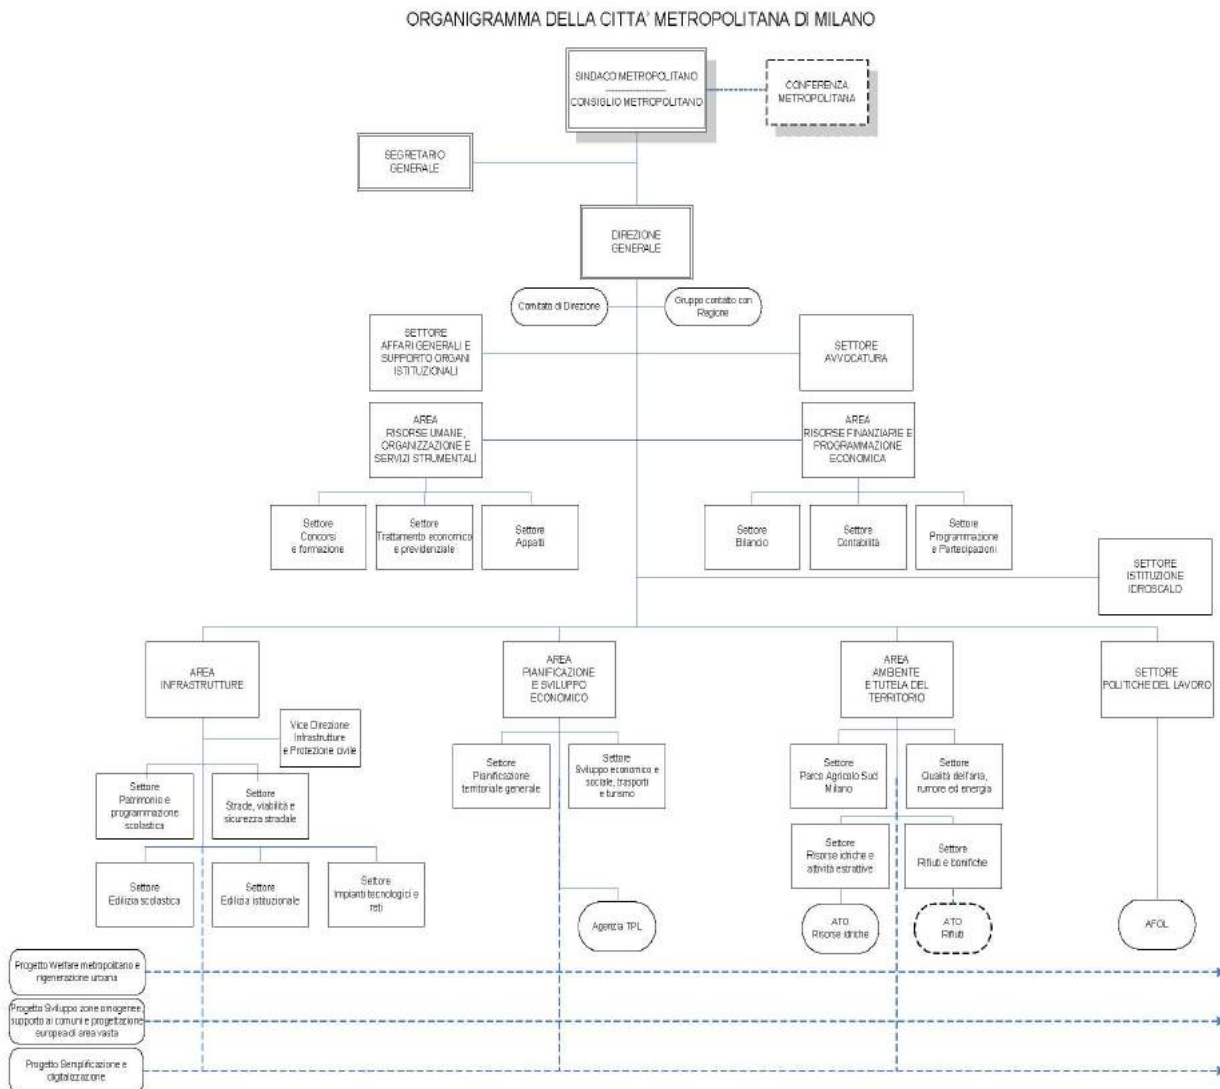 ORGANIGRAMMA DELLA CITTA' METROPOLITANA DI MILANO
SINDACO METROPOLITANO
--------------------
CONSIGLIO METROPOLITANO
CONFERENZA
METROPOLITANA
SEGRETARIO
GENERALE
DIREZIONE
GENERALE
Comitato di Direzione
Gruppo contatto con
Regione
SETTORE
AFFARI GENERALI E
SUPPORTO ORGANI
ISTITUZIONALI
SETTORE
AVVOCATURA
AREA
RISORSE UMANE,
ORGANIZZAZIONE E
SERVIZI STRUMENTALI
AREA
RISORSE FINANZIARIE E
PROGRAMMAZIONE
ECONOMICA
Settore
Concorsi
e formazione
Settore
Trattamento economico
e previdenziale
Settore
Appalti
Settore
Bilancio
Settore
Contabilità
Settore
Programmazione
e Partecipazioni
SETTORE
ISTITUZIONE
IDROSCALO
AREA
INFRASTRUTTURE
AREA
PIANIFICAZIONE
E SVILUPPO
ECONOMICO
AREA
AMBIENTE
E TUTELA DEL
TERRITORIO
SETTORE
POLITICHE DEL LAVORO
Vice Direzione
Infrastrutture
e Protezione civile
Settore
Patrimonio e
programmazione
scolastica
Settore
Strade, viabilità e
sicurezza stradale
Settore
Pianificazione
territoriale generale
Settore
Sviluppo economico e
sociale, trasporti
e turismo
Settore
Parco Agricolo Sud
Milano
Settore
Qualità dell'aria,
rumore ed energia
Settore
Edilizia scolastica
Settore
Edilizia istituzionale
Settore
Impianti tecnologici e
reti
Settore
Risorse idriche e
attività estrattive
Settore
Rifiuti e bonifiche
Agenzia TPL
ATO
Risorse idriche
ATO
Rifiuti
AFOL
Progetto Welfare metropolitano e
rigenerazione urbana
Progetto Sviluppo zone omogenee,
supporto ai comuni e progettazione
europea di area vasta
Progetto Semplificazione e
digitalizzazione